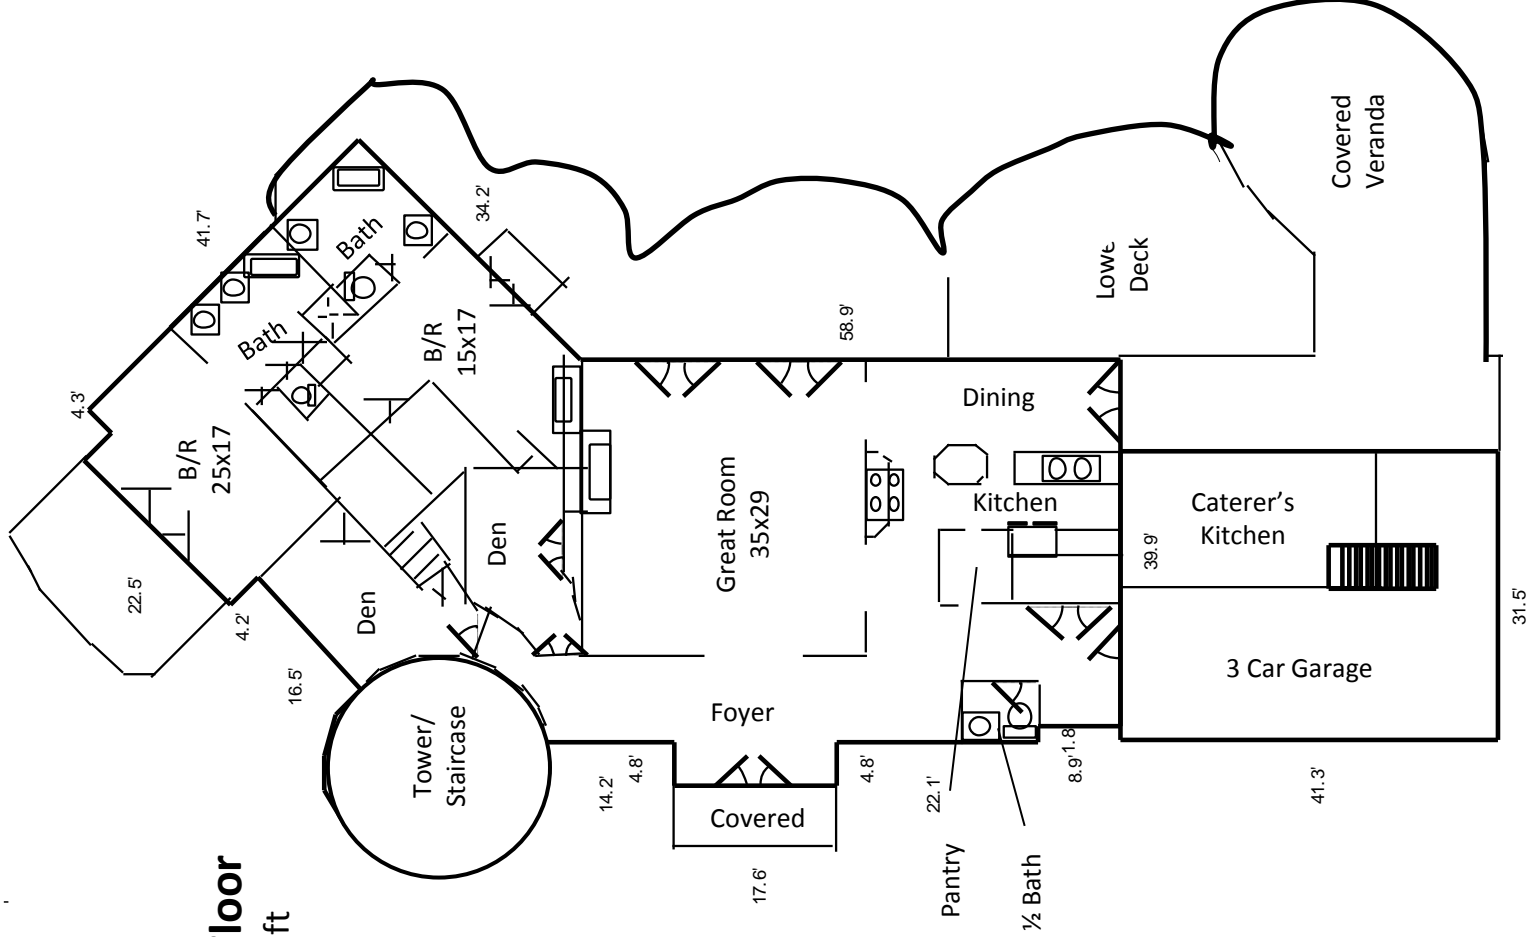 41.7'
34.2'
4.3'
Bath
Bath
B/R
25x17
B/R
15x17
22.5'
4.2'
16.5'
Den
Den
58.9'
Covered
Veranda
Lowe
Deck
Dining
Kitchen
Great Room
35x29
Caterer's
Kitchen
39.9'
31.5'
3 Car Garage
Foyer
Tower/
Staircase
14.2'
4.8'
4.8'
22.1'
8.9'
1.8
41.3'
Covered
17.6'
Pantry
½ Bath
loor
ft